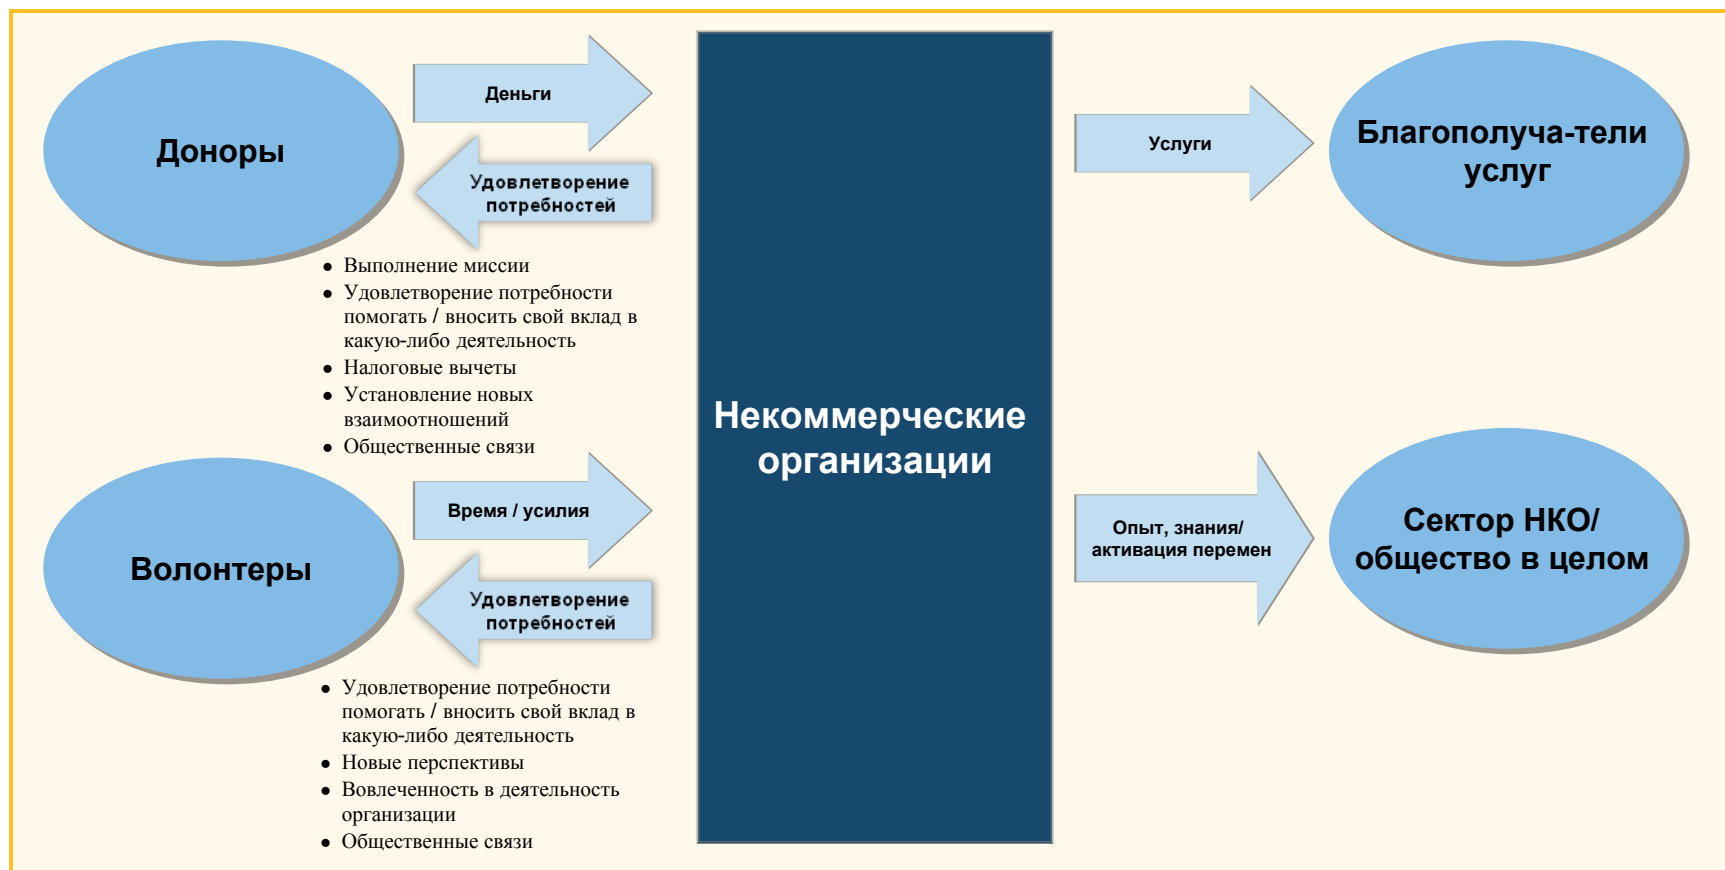 Доноры
Деньги
Удовлетворение
потребностей
• Выполнение миссии
• Удовлетворение потребности
помогать / вносить свой вклад в
какую-либо деятельность
• Налоговые вычеты
• Установление новых
взаимоотношений
• Общественные связи
Волонтеры
Время / усилия
Удовлетворение
потребностей
• Удовлетворение потребности
помогать / вносить свой вклад в
какую-либо деятельность
• Новые перспективы
• Вовлеченность в деятельность
организации
• Общественные связи
Некоммерческие
организации
Услуги
Благополуча-тели
услуг
Опыт, знания/
активация перемен
Сектор НКО/
общество в целом